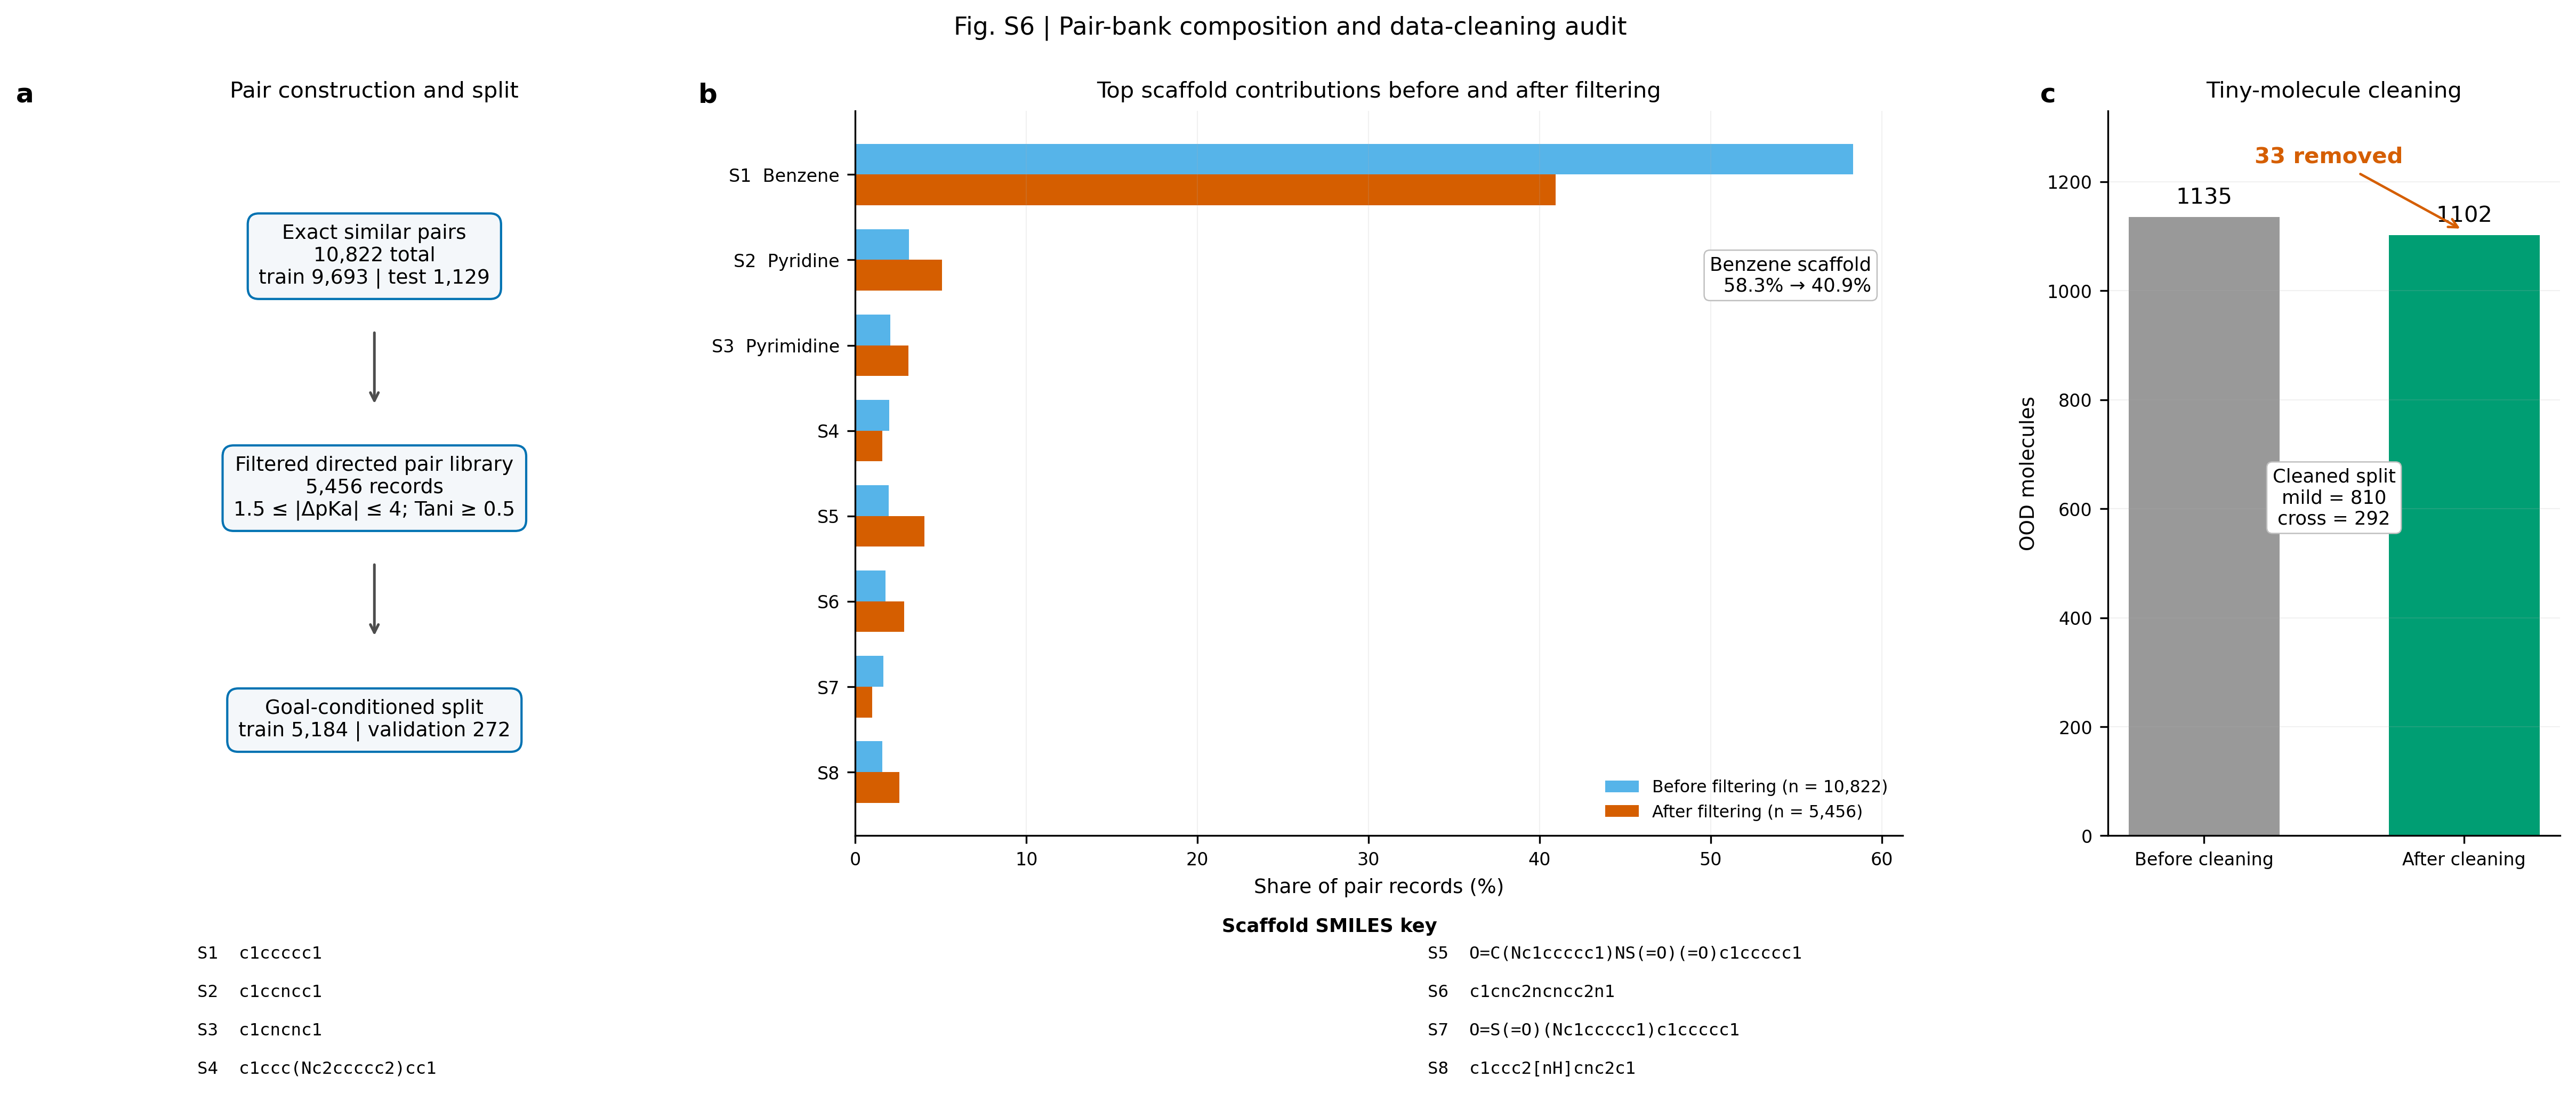 Fig. S6 | Pair-bank composition and data-cleaning audit
a
Pair construction and split
Exact similar pairs
10,822 total
train 9,693 | test 1,129
Filtered directed pair library
5,456 records
1.5 ≤ |ΔpKa| ≤ 4; Tani ≥ 0.5
Goal-conditioned split
train 5,184 | validation 272
b
Top scaffold contributions before and after filtering
S1 Benzene
S2 Pyridine
S3 Pyrimidine
S4
S5
S6
S7
S8
Benzene scaffold
58.3% → 40.9%
Before filtering (n = 10,822)
After filtering (n = 5,456)
0 10 20 30 40 50 60
Share of pair records (%)
c
Tiny-molecule cleaning
33 removed
1135
1102
1200
1000
800
600
400
200
0
OOD molecules
Cleaned split
mild = 810
cross = 292
Before cleaning After cleaning
Scaffold SMILES key
S1 c1ccccc1
S2 c1ccncc1
S3 c1cncnc1
S4 c1ccc(Nc2ccccc2)cc1
S5 O=C(Nc1ccccc1)NS(=O)(=O)c1ccccc1
S6 c1cnc2ncncc2n1
S7 O=S(=O)(Nc1ccccc1)c1ccccc1
S8 c1ccc2[nH]cnc2c1